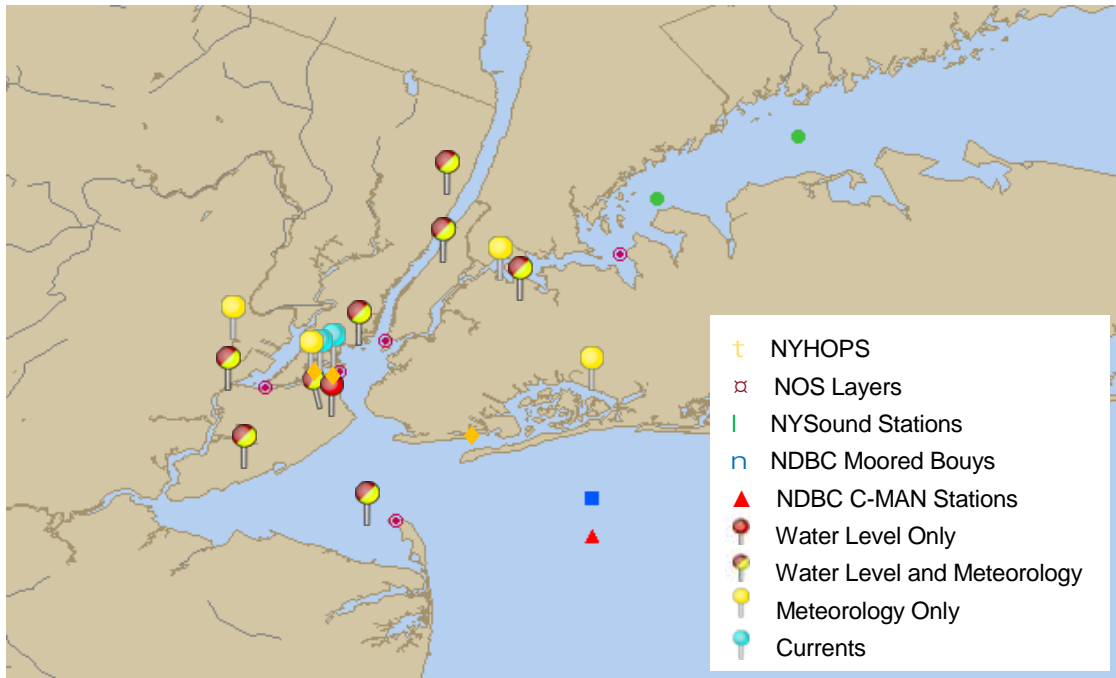 t NYHOPS
¤ NOS Layers
l NYSound Stations
n NDBC Moored Bouys
NDBC C-MAN Stations
Water Level Only
Water Level and Meteorology
Meteorology Only
Currents